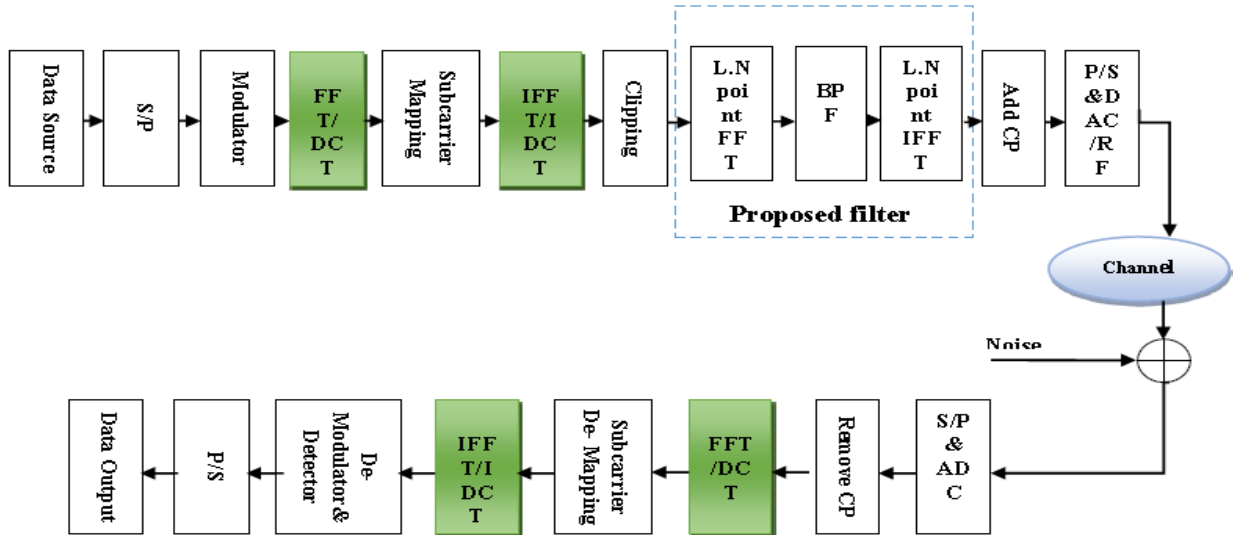 Data Source
S/P
Modulator
FF
T/
DC
T
Subcarrier
Mapping
IFF
T/I
DC
T
Clipping
L.N
poi
nt
FF
T
BP
F
L.N
poi
nt
IFF
T
Proposed filter
Add CP
P/S
&D
AC
/R
F
Channel
Noise
S/P
&
AD
C
Remove CP
FFT
/DC
T
Subcarrier
De- Mapping
IFF
T/I
DC
T
De-
Modulator&
Detector
P/S
Data Output